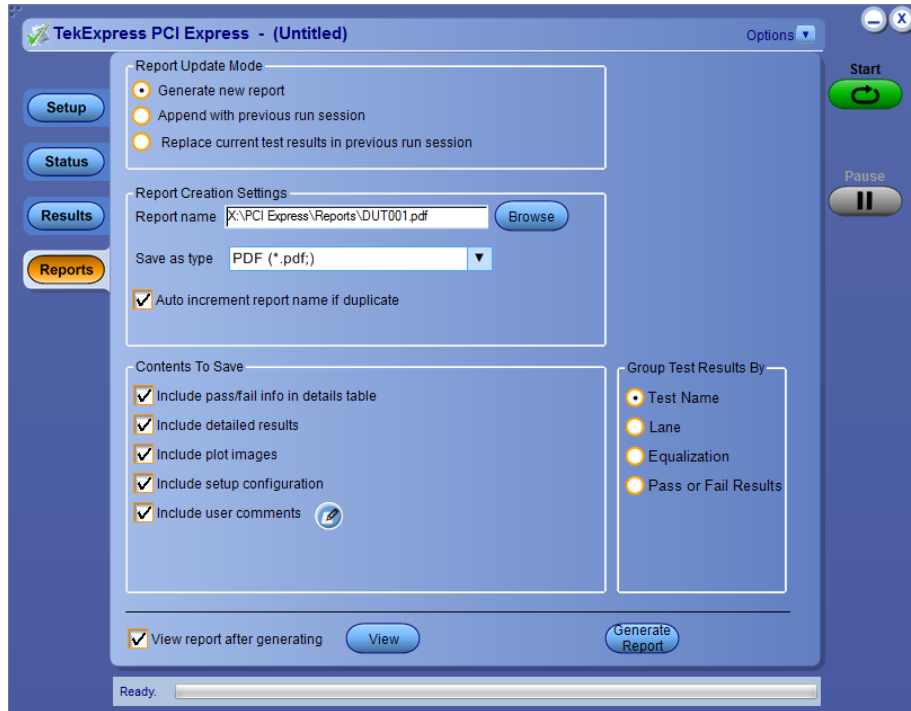 TekExpress PCI Express - (Untitled)
Options
Start
Pause
Setup
Status
Results
Reports
Report Update Mode
Generate new report
Append with previous run session
Replace current test results in previous run session
Report Creation Settings
Report name X:\PCI Express\Reports\DUT001.pdf Browse
Save as type PDF (*.pdf;)
Auto increment report name if duplicate
Contents To Save
Include pass/fail info in details table
Include detailed results
Include plot images
Include setup configuration
Include user comments
Group Test Results By
Test Name
Lane
Equalization
Pass or Fail Results
View report after generating View
Generate
Report
Ready.